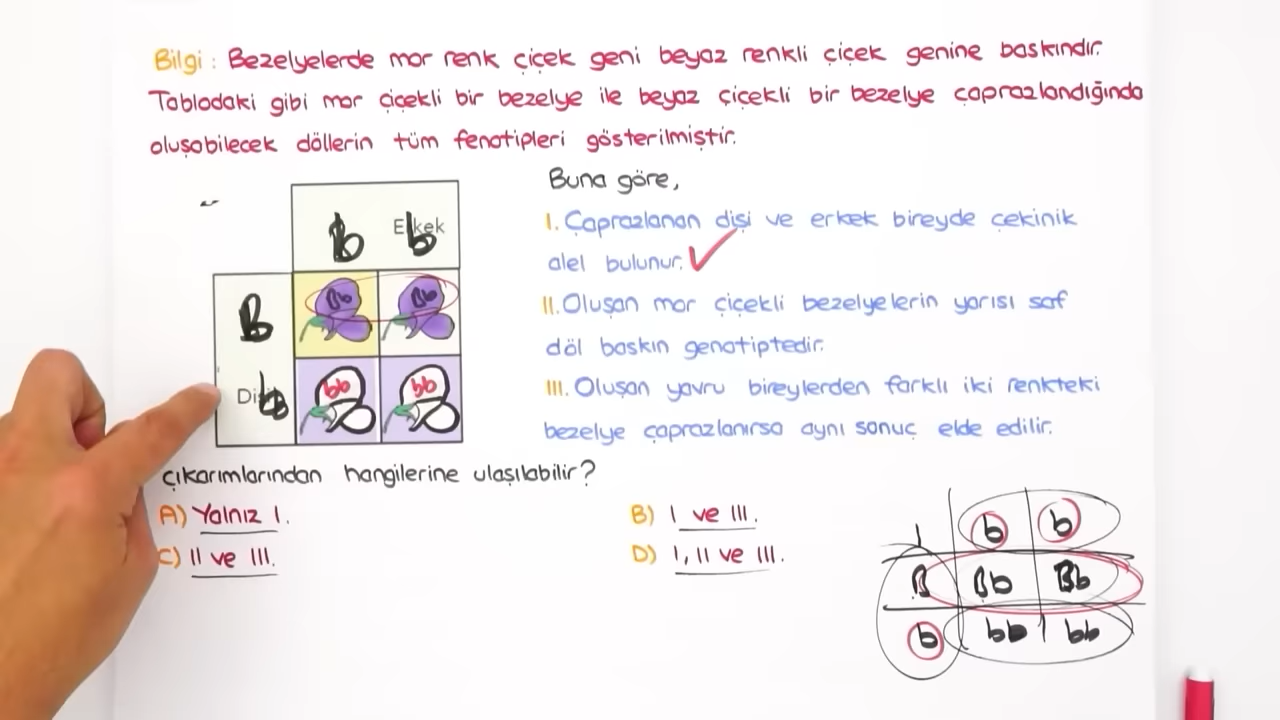 Bilgi : Bezelyelerde mor renk çiçek geni beyaz renkli çiçek genine baskındır.
Tablodaki gibi mor çiçekli bir bezelye ile beyaz çiçekli bir bezelye çaprazlandığında
oluşabilecek döllerin tüm fenotipleri gösterilmiştir.
b Erkek b
B Bb Bb
Dişi b bb bb
Buna göre,
I. Çaprazlanan dişi ve erkek bireyde çekinik
alel bulunur.
II. Oluşan mor çiçekli bezelyelerin yarısı saf
döl baskın genotiptedir.
III. Oluşan yavru bireylerden farklı iki renkteki
bezelye çaprazlanırsa aynı sonuç elde edilir.
çıkarımlarından hangilerine ulaşılabilir?
A) Yalnız I.
B) I ve III.
C) II ve III.
D) I, II ve III.
b b
B Bb Bb
b bb bb